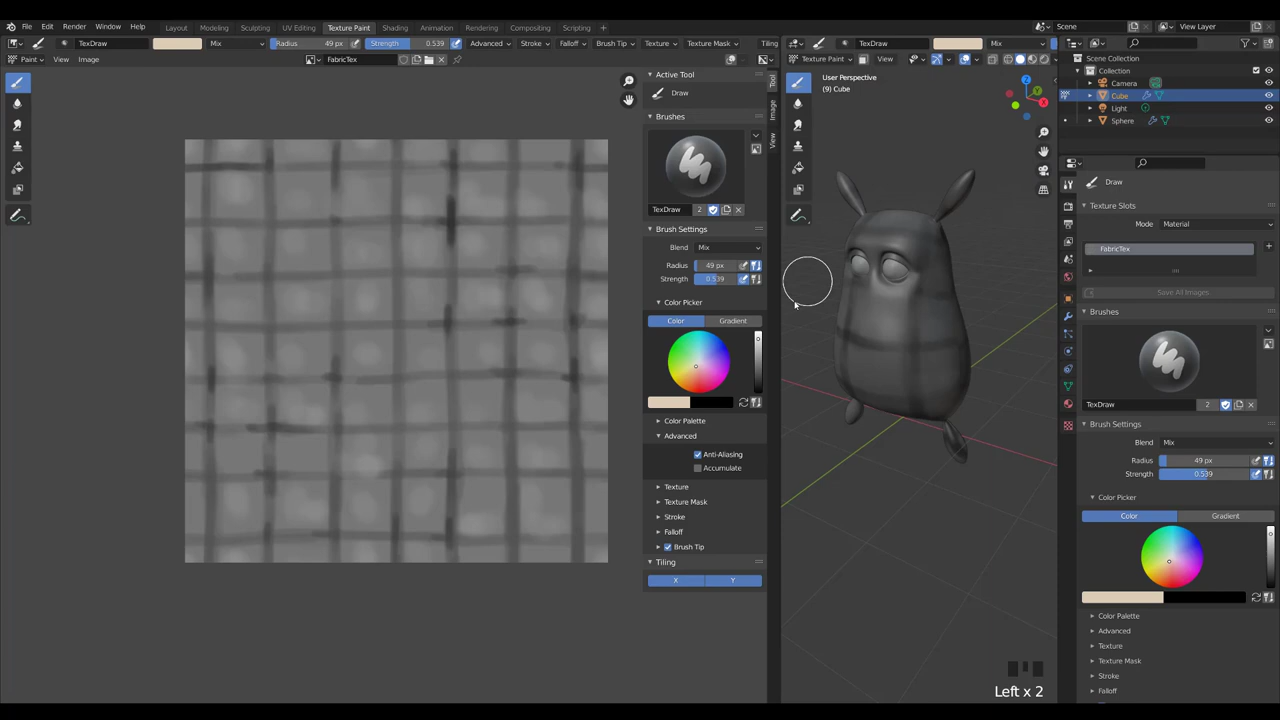 File Edit Render Window Help Layout Modeling Sculpting UV Editing Texture Paint Shading Animation Rendering Compositing Scripting Scene View Layer
TexDraw Mix Radius 49 px Strength 0.539 Advanced Stroke Falloff Brush Tip Texture Texture Mask Tiling TexDraw Mix
Paint View Image FabricTex Texture Paint View
Scene Collection
Collection
Camera
Cube
Light
Sphere
User Perspective
(9) Cube
Active Tool
Draw
Brushes
TexDraw 2
Brush Settings
Blend Mix
Radius 49 px
Strength 0.539
Color Picker
Color Gradient
Color Palette
Advanced
Anti-Aliasing
Accumulate
Texture
Texture Mask
Stroke
Falloff
Brush Tip
Tiling
X Y
Tool
Image
View
X
Y
Z
Draw
Texture Slots
Mode Material
FabricTex
Save All Images
Brushes
TexDraw 2
Brush Settings
Blend Mix
Radius 49 px
Strength 0.539
Color Picker
Color Gradient
Color Palette
Advanced
Texture
Texture Mask
Stroke
Falloff
Left x 2